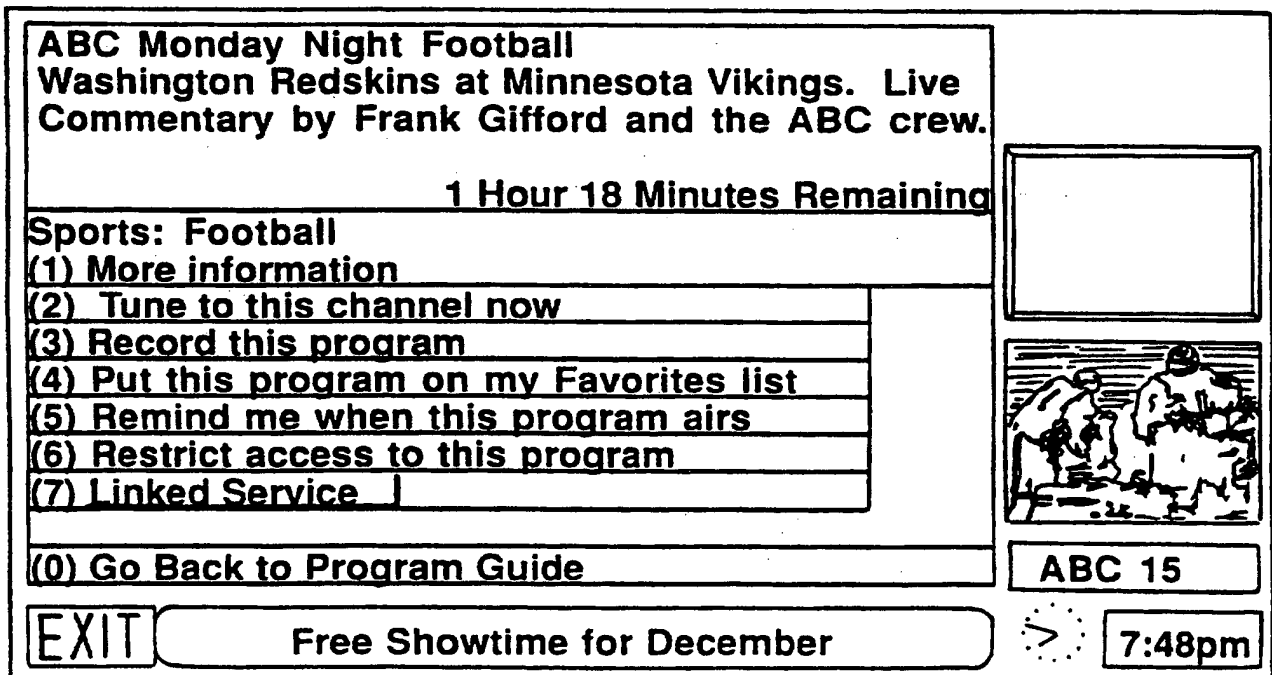 ABC Monday Night Football
Washington Redskins at Minnesota Vikings. Live
Commentary by Frank Gifford and the ABC crew.
1 Hour 18 Minutes Remaining
Sports: Football
(1) More information
(2) Tune to this channel now
(3) Record this program
(4) Put this program on my Favorites list
(5) Remind me when this program airs
(6) Restrict access to this program
(7) Linked Service
(0) Go Back to Program Guide
ABC 15
EXIT
Free Showtime for December
7:48pm